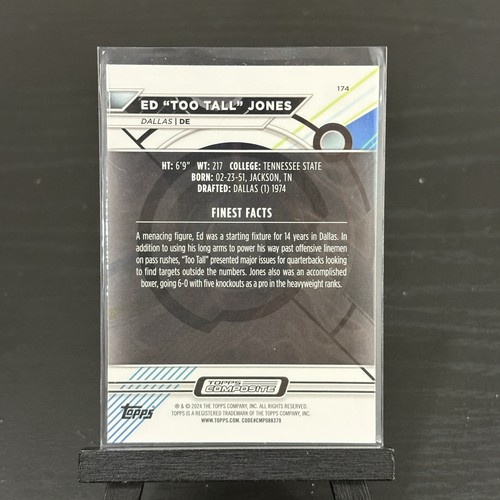 174
ED "TOO TALL" JONES
DALLAS | DE
HT: 6'9" WT: 217 COLLEGE: TENNESSEE STATE
BORN: 02-23-51, JACKSON, TN
DRAFTED: DALLAS (1) 1974
FINEST FACTS
A menacing figure, Ed was a starting fixture for 14 years in Dallas. In
addition to using his long arms to power his way past offensive linemen
on pass rushes, "Too Tall" presented major issues for quarterbacks looking
to find targets outside the numbers. Jones also was an accomplished
boxer, going 6-0 with five knockouts as a pro in the heavyweight ranks.
TOPPS
COMPOSITE
Topps
® & © 2024 THE TOPPS COMPANY, INC. ALL RIGHTS RESERVED.
TOPPS IS A REGISTERED TRADEMARK OF THE TOPPS COMPANY, INC.
WWW.TOPPS.COM. CODE#CMP088378